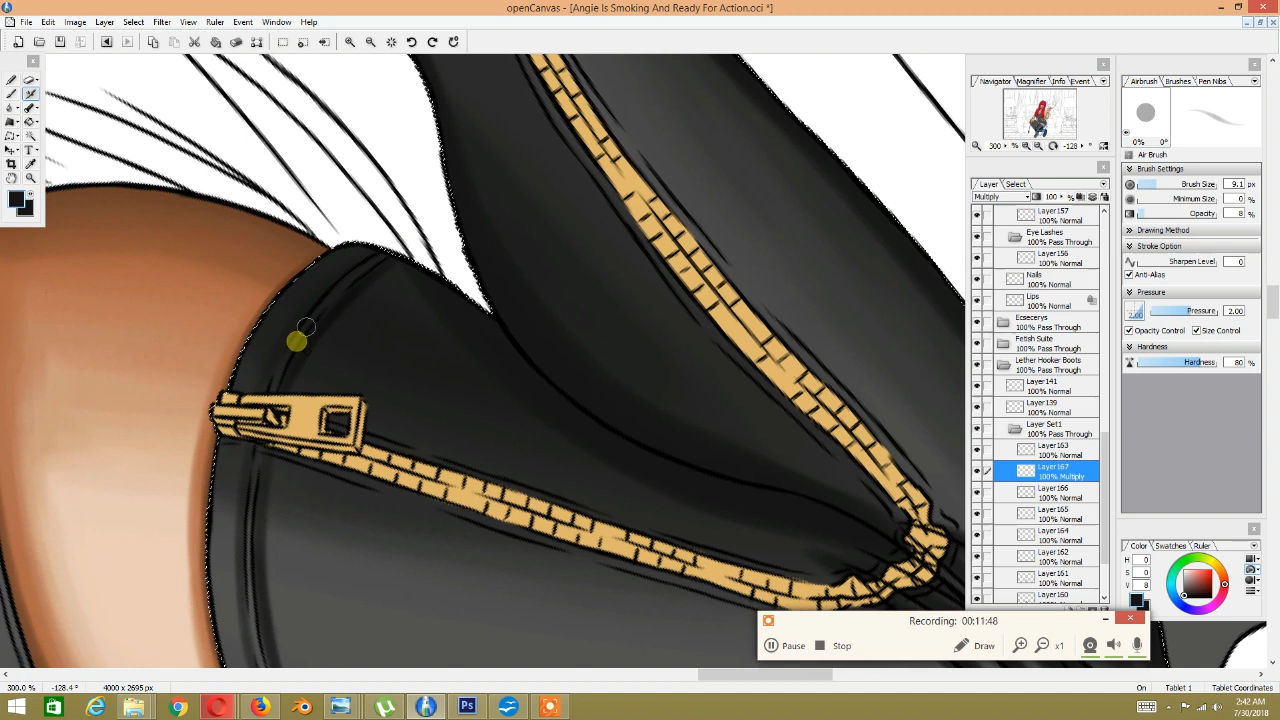 openCanvas - [Angie Is Smoking And Ready For Action.oci *]
File Edit Image Layer Select Filter View Ruler Event Window Help
Navigator Magnifier Info Event
300 % -128 °
Layer Select
Multiply 100 %
Layer157
100% Normal
Eye Lashes
100% Pass Through
Layer156
100% Normal
Nails
100% Normal
Lips
100% Normal
Ecsecerys
100% Pass Through
Fetish Suite
100% Pass Through
Lether Hooker Boots
100% Pass Through
Layer141
100% Normal
Layer139
100% Normal
Layer Set1
100% Pass Through
Layer163
100% Normal
Layer167
100% Multiply
Layer166
100% Normal
Layer165
100% Normal
Layer164
100% Normal
Layer162
100% Normal
Layer161
100% Normal
Layer160
100% Normal
Airbrush Brushes Pen Nibs
0% 0°
Air Brush
Brush Settings
Brush Size 9.1 px
Minimum Size 0 %
Opacity 8 %
Drawing Method
Stroke Option
Sharpen Level 0
Anti-Alias
Pressure
2.00 Pressure 2.00
Opacity Control Size Control
Hardness
Hardness 80 %
Color Swatches Ruler
H 0
S 0
V 8
Recording: 00:11:48
Pause Stop Draw x1
300.0 % -128.4 ° 4000 x 2695 px On Tablet 1 Tablet Coordinates
Ps
2:42 AM
7/30/2018